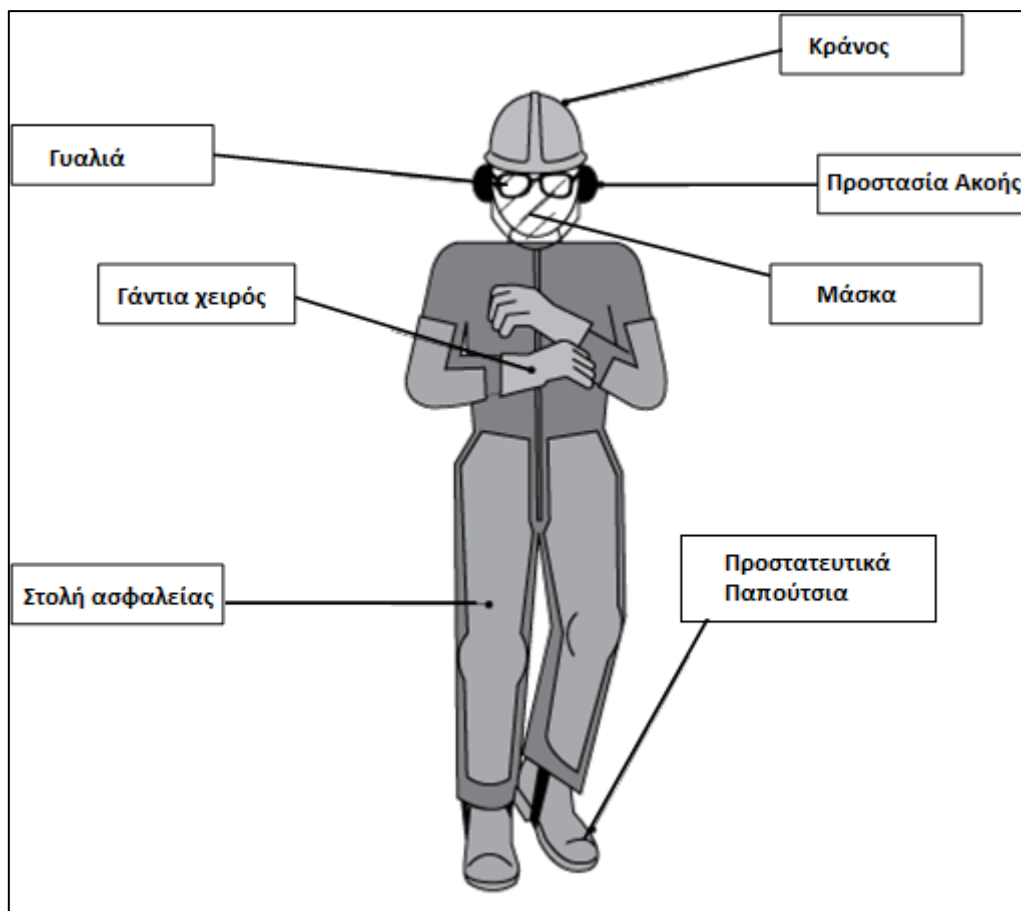 Κράνος
Γυαλιά
Προστασία Ακοής
Γάντια χειρός
Μάσκα
Στολή ασφαλείας
Προστατευτικά
Παπούτσια